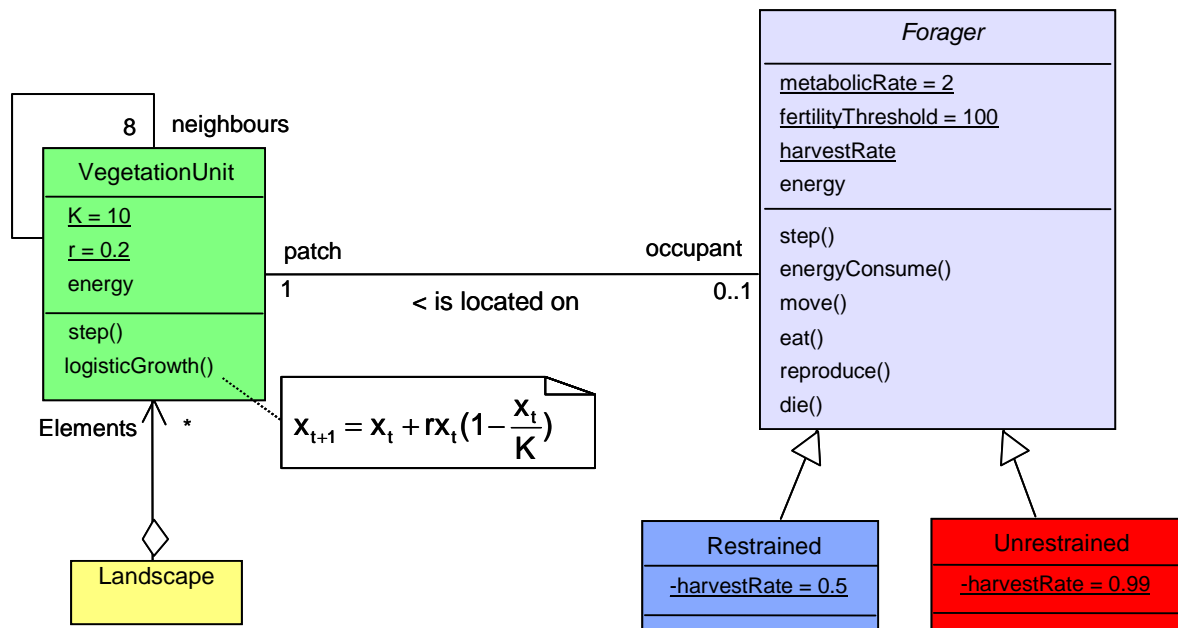 8 neighbours
VegetationUnit
K = 10
r = 0.2
energy
step()
logisticGrowth()
patch
1
< is located on
occupant
0..1
Forager
metabolicRate = 2
fertilityThreshold = 100
harvestRate
energy
step()
energyConsume()
move()
eat()
reproduce()
die()
x_{t+1} = x_t + rx_t(1 - \frac{x_t}{K})
Elements *
Landscape
Restrained
-harvestRate = 0.5
Unrestrained
-harvestRate = 0.99